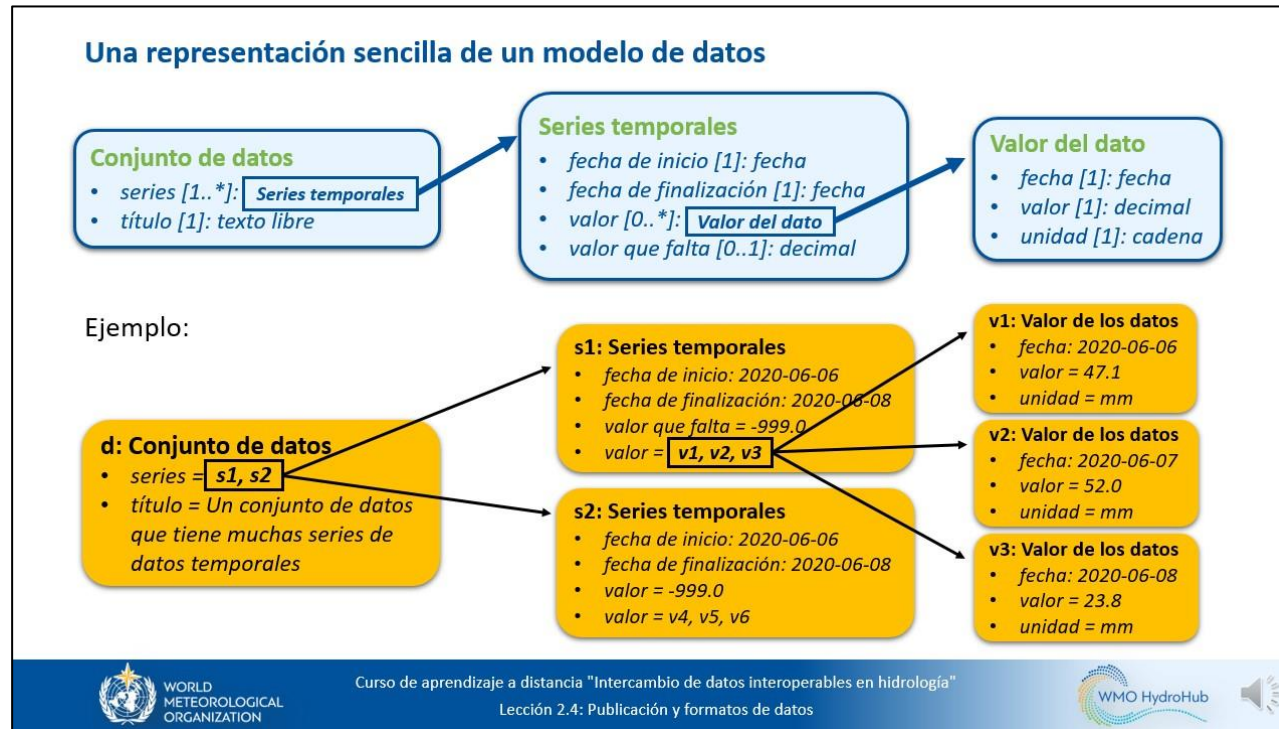 Una representación sencilla de un modelo de datos
Conjunto de datos
• series [1..*]: Series temporales
• título [1]: texto libre
Series temporales
• fecha de inicio [1]: fecha
• fecha de finalización [1]: fecha
• valor [0..*]: Valor del dato
• valor que falta [0..1]: decimal
Valor del dato
• fecha [1]: fecha
• valor [1]: decimal
• unidad [1]: cadena
Ejemplo:
d: Conjunto de datos
• series = s1, s2
• título = Un conjunto de datos
que tiene muchas series de
datos temporales
s1: Series temporales
• fecha de inicio: 2020-06-06
• fecha de finalización: 2020-06-08
• valor que falta = -999.0
• valor = v1, v2, v3
s2: Series temporales
• fecha de inicio: 2020-06-06
• fecha de finalización: 2020-06-08
• valor = -999.0
• valor = v4, v5, v6
v1: Valor de los datos
• fecha: 2020-06-06
• valor = 47.1
• unidad = mm
v2: Valor de los datos
• fecha: 2020-06-07
• valor = 52.0
• unidad = mm
v3: Valor de los datos
• fecha: 2020-06-08
• valor = 23.8
• unidad = mm
WORLD
METEOROLOGICAL
ORGANIZATION
Curso de aprendizaje a distancia "Intercambio de datos interoperables en hidrología"
Lección 2.4: Publicación y formatos de datos
WMO HydroHub